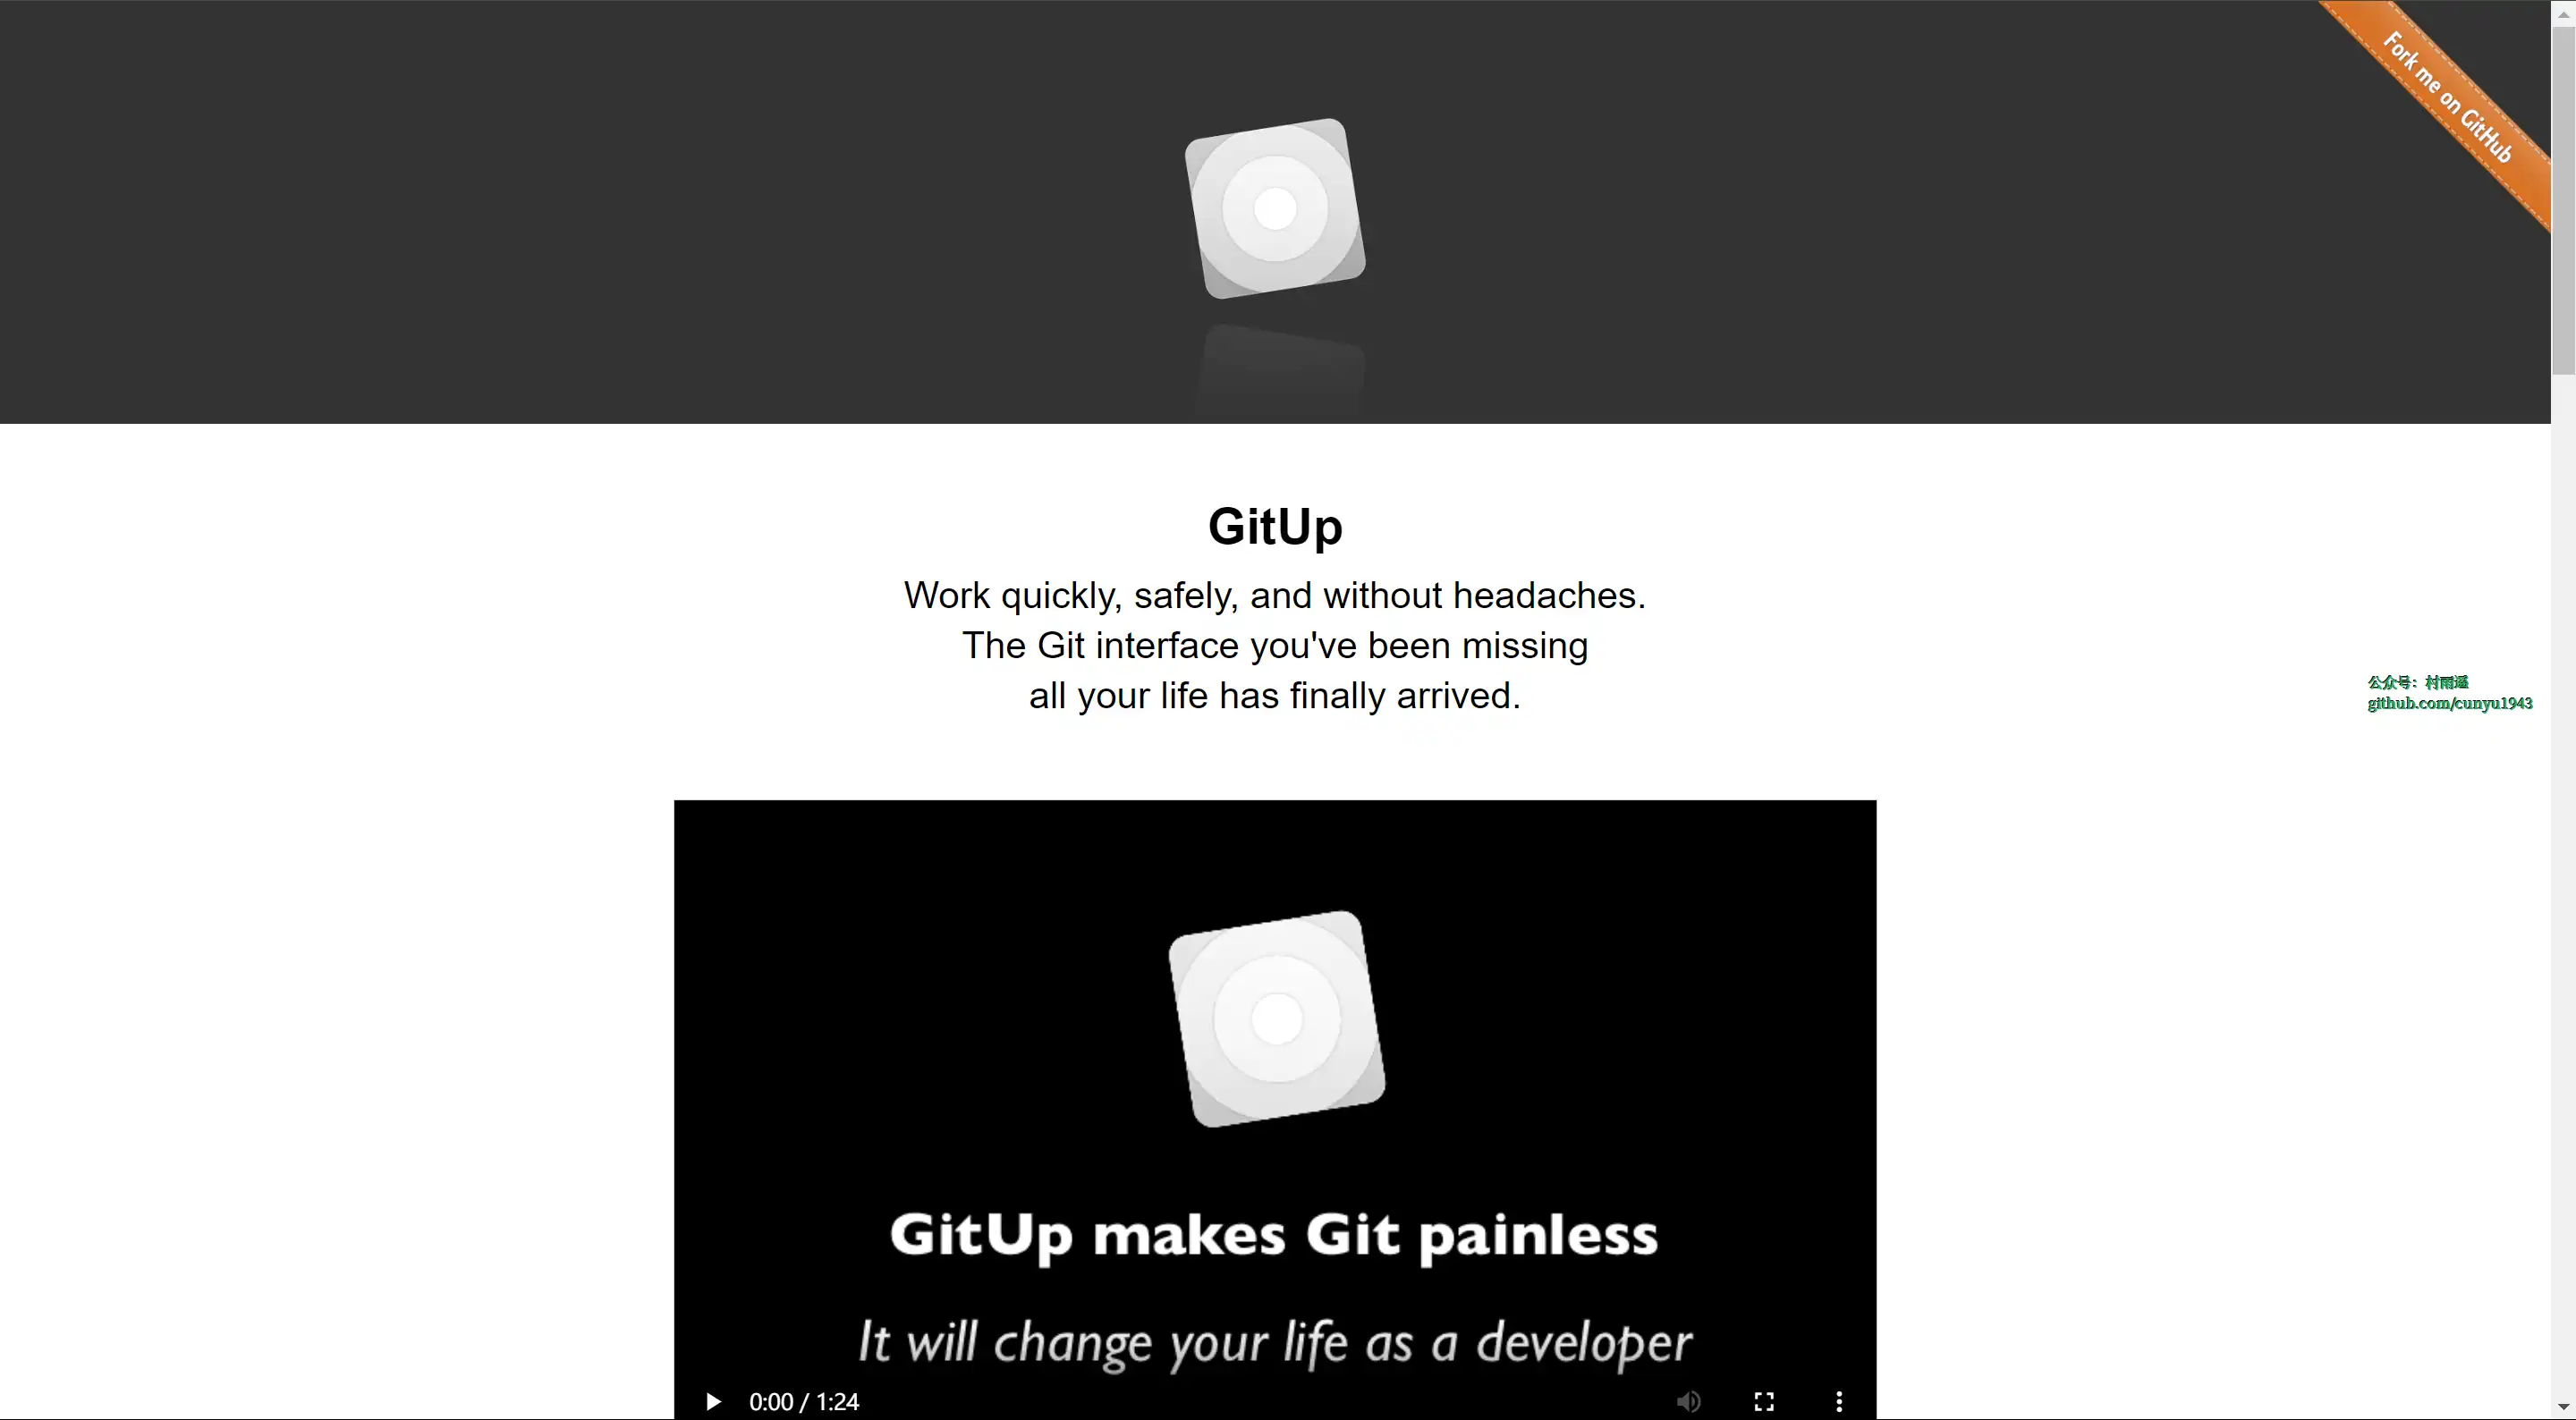 Fork me on GitHub
GitUp
Work quickly, safely, and without headaches.
The Git interface you've been missing
all your life has finally arrived.
公众号：村雨遥
github.com/cunyu1943
GitUp makes Git painless
It will change your life as a developer
0:00 / 1:24